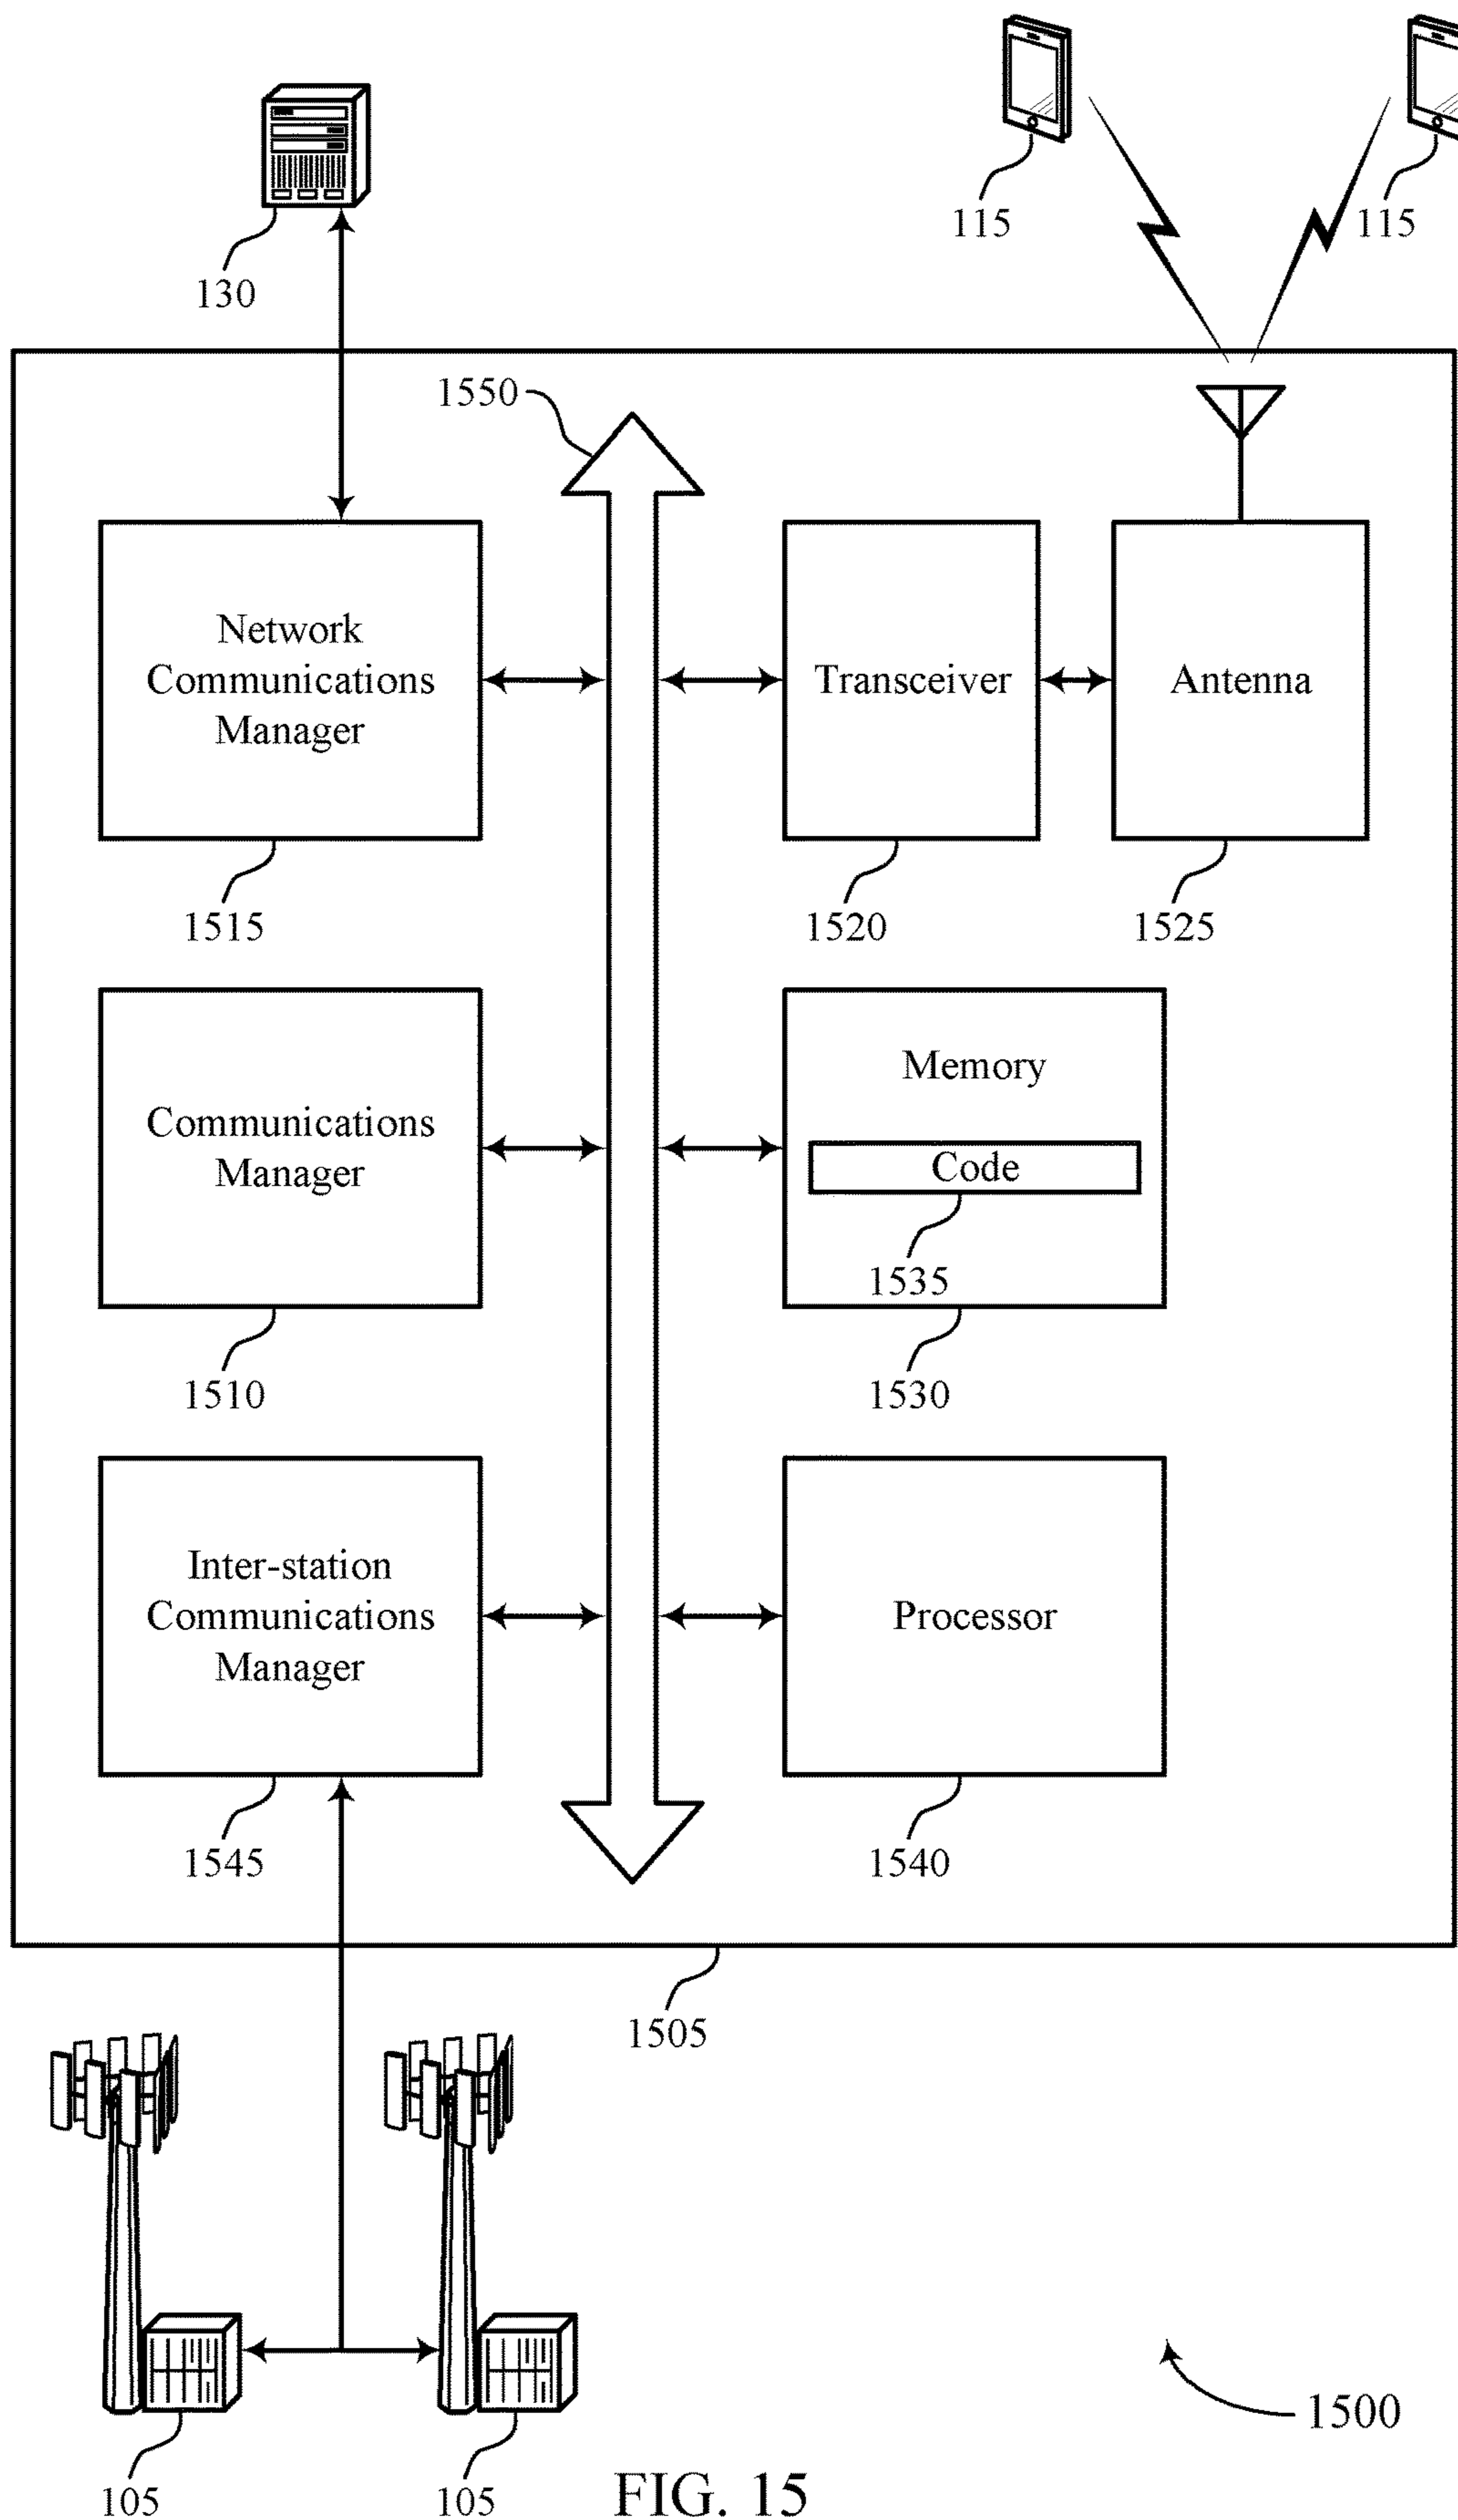 115
115
130
1550
Network
Communications
Manager
Transceiver
Antenna
1515
1520
1525
Communications
Manager
Memory
Code
1535
1510
1530
Inter-station
Communications
Manager
Processor
1545
1540
1505
1500
105
105
FIG. 15